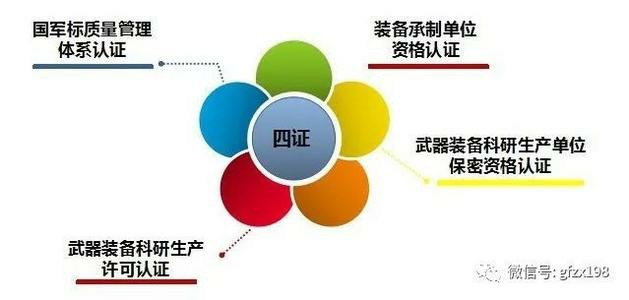 国军标质量管理
体系认证
装备承制单位
资格认证
四证
武器装备科研生产单位
保密资格认证
武器装备科研生产
许可认证
微信号: gfzx198